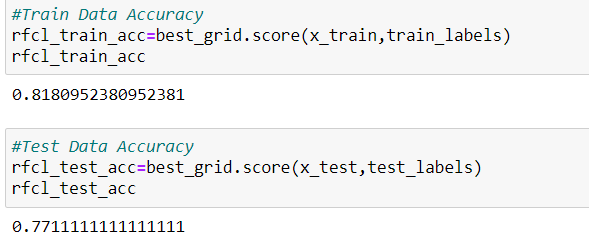 #Train Data Accuracy
rfcl_train_acc=best_grid.score(x_train,train_labels)
rfcl_train_acc
0.8180952380952381
#Test Data Accuracy
rfcl_test_acc=best_grid.score(x_test,test_labels)
rfcl_test_acc
0.7711111111111111